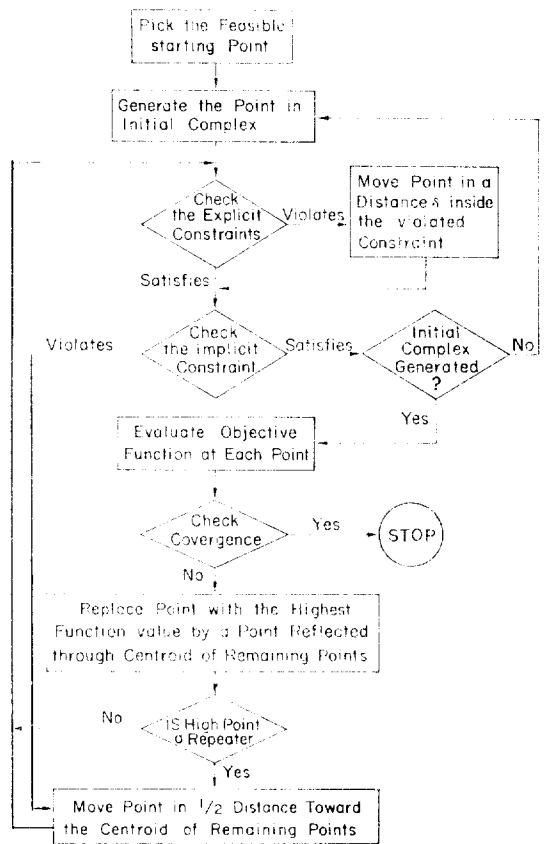 Pick the Feasible
starting Point
Generate the Point in
Initial Complex
Check
the Explicit
Constraints
Violates
Move Point in a
Distance δ inside
the Violated
Constraint
Satisfies
Violates
Check
the Implicit
Constraint
Satisfies
Initial
Complex
Generated
?
No
Yes
Evaluate Objective
Function at Each Point
Check
Covergence
Yes
STOP
No
Replace Point with the Highest
Function value by a Point Reflected
through Centroid of Remaining Points
No
IS High Point
a Repeater
Yes
Move Point in 1/2 Distance Toward
the Centroid of Remaining Points